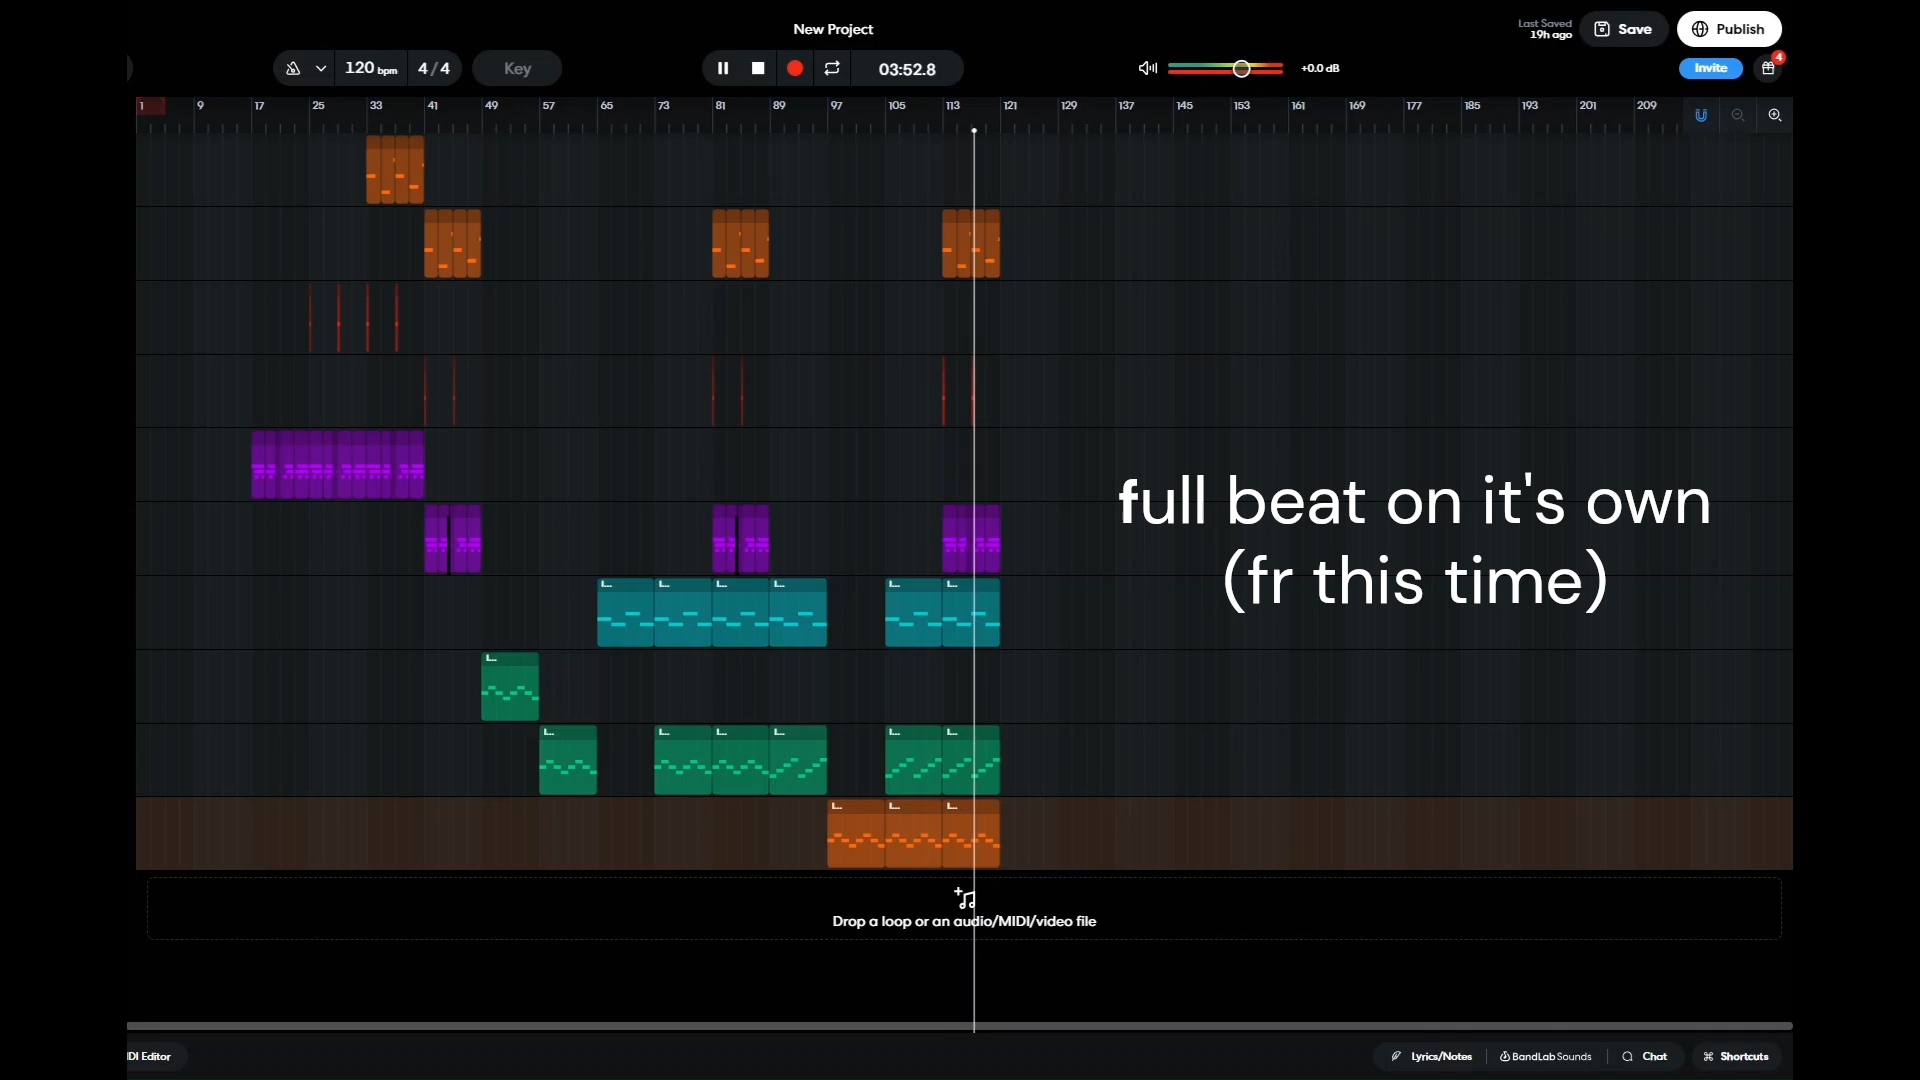 New Project
Last Saved
19h ago
Save
Publish
120 bpm
4 / 4
Key
03:52.8
+0.0 dB
Invite
4
1 9 17 25 33 41 49 57 65 73 81 89 97 105 113 121 129 137 145 153 161 169 177 185 193 201 209
full beat on it's own
(fr this time)
L... L... L... L... L... L...
L...
L... L... L... L... L... L...
L... L... L...
Drop a loop or an audio/MIDI/video file
IDI Editor
Lyrics/Notes
BandLab Sounds
Chat
Shortcuts